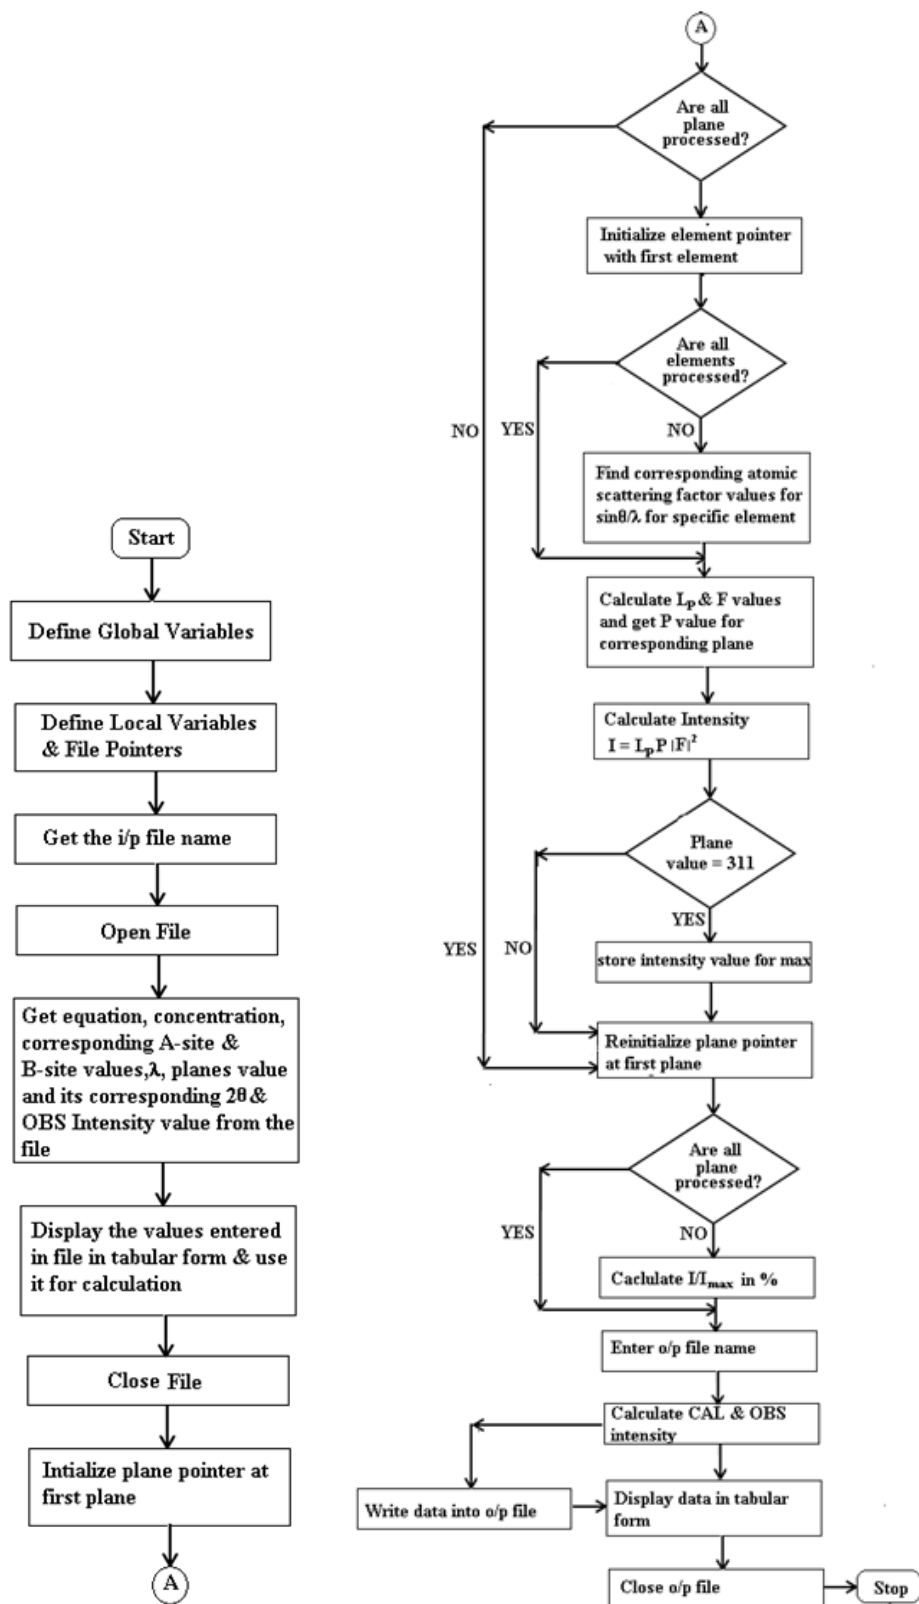 Start
Define Global Variables
Define Local Variables
& File Pointers
Get the i/p file name
Open File
Get equation, concentration,
corresponding A-site &
B-site values,λ, planes value
and its corresponding 2θ &
OBS Intensity value from the
file
Display the values entered
in file in tabular form & use
it for calculation
Close File
Intialize plane pointer at
first plane
A
A
Are all
plane
processed?
Initialize element pointer
with first element
Are all
elements
processed?
NO
YES
NO
Find corresponding atomic
scattering factor values for
sinθ/λ for specific element
Calculate Lp & F values
and get P value for
corresponding plane
Calculate Intensity
I = Lp P |F|²
Plane
value = 311
YES
YES
NO
store intensity value for max
Reinitialize plane pointer
at first plane
Are all
plane
processed?
YES
NO
Caclulate I/Imax in %
Enter o/p file name
Calculate CAL & OBS
intensity
Write data into o/p file
Display data in tabular
form
Close o/p file
Stop